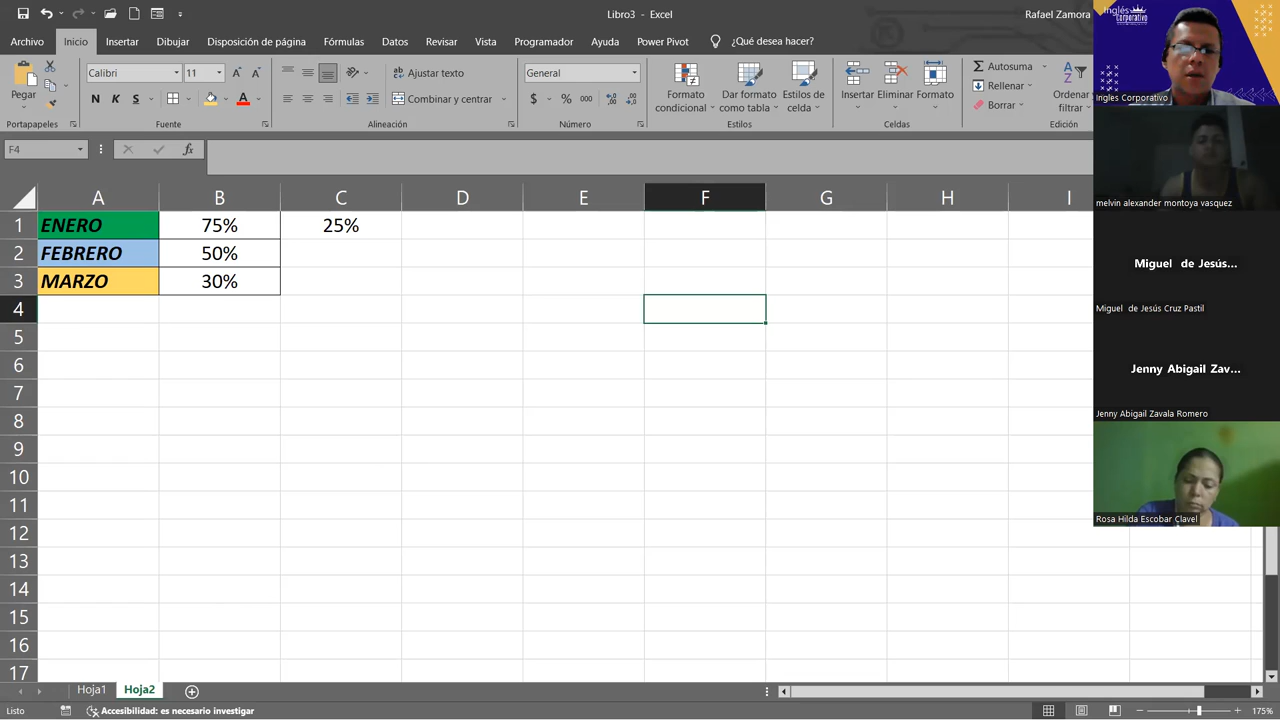 Libro3 - Excel
Rafael Zamora
Archivo Inicio Insertar Dibujar Disposición de página Fórmulas Datos Revisar Vista Programador Ayuda Power Pivot ¿Qué desea hacer?
Pegar
Calibri 11
N K S
Ajustar texto
Combinar y centrar
General
$ % 000
Formato condicional
Dar formato como tabla
Estilos de celda
Insertar Eliminar Formato
Autosuma
Rellenar
Borrar
Ordenar
filtrar
Portapapeles Fuente Alineación Número Estilos Celdas Edición
F4 fx
A B C D E F G H I
1 ENERO 75% 25%
2 FEBRERO 50%
3 MARZO 30%
4
5
6
7
8
9
10
11
12
13
14
15
16
17
Hoja1 Hoja2
Listo Accesibilidad: es necesario investigar 175%
Inglés
Corporativo
Ingles Corporativo
melvin alexander montoya vasquez
Miguel de Jesús...
Miguel de Jesús Cruz Pastil
Jenny Abigail Zav...
Jenny Abigail Zavala Romero
Rosa Hilda Escobar Clavel